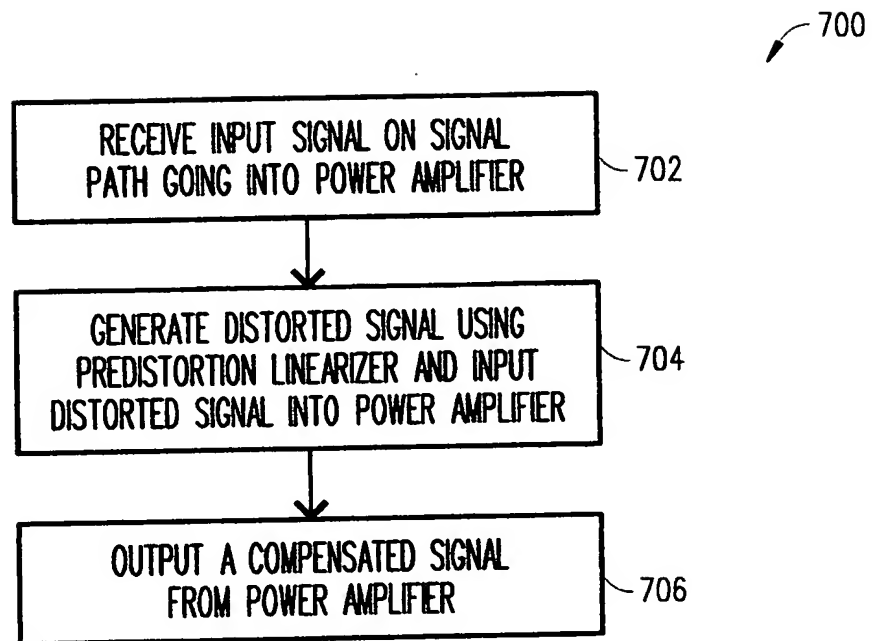 700
RECEIVE INPUT SIGNAL ON SIGNAL
PATH GOING INTO POWER AMPLIFIER
702
GENERATE DISTORTED SIGNAL USING
PREDISTORTION LINEARIZER AND INPUT
DISTORTED SIGNAL INTO POWER AMPLIFIER
704
OUTPUT A COMPENSATED SIGNAL
FROM POWER AMPLIFIER
706